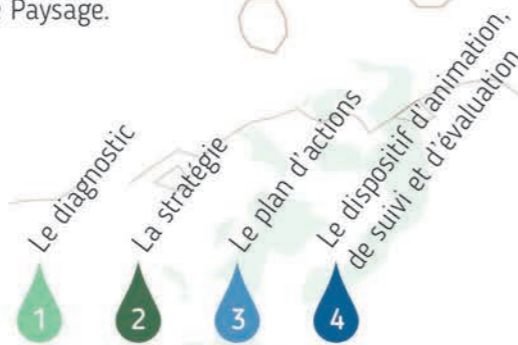 Paysage.
Le diagnostic
La stratégie
Le plan d'actions
Le dispositif d'animation,
de suivi et d'évaluation
1
2
3
4